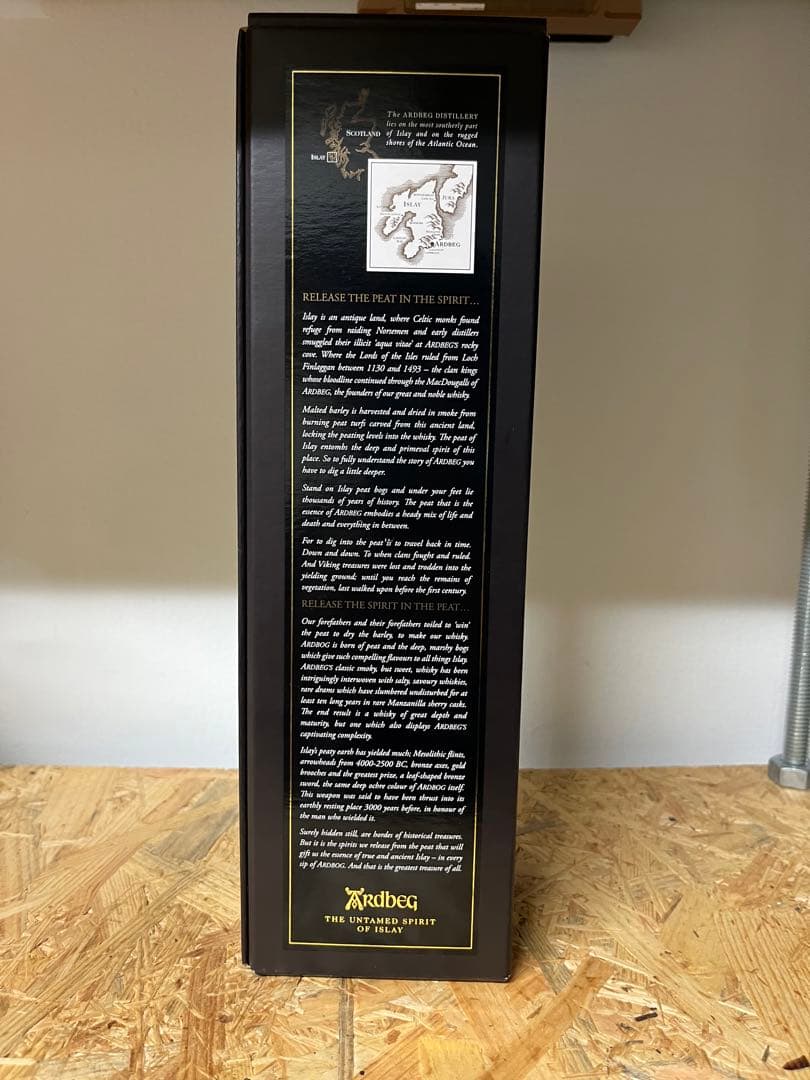 The ARDBEG DISTILLERY
lies on the most southerly part
of Islay and on the rugged
shores of the Atlantic Ocean.
SCOTLAND
ISLAY
ISLAY
JURA
ARDBEG
RELEASE THE PEAT IN THE SPIRIT...
Islay is an antique land, where Celtic monks found
refuge from raiding Norsemen and early distillers
smuggled their illicit 'aqua vitae' at ARDBEG'S rocky
cove. Where the Lords of the Isles ruled from Loch
Finlaggan between 1130 and 1493 – the clan kings
whose bloodline continued through the MacDougalls of
ARDBEG, the founders of our great and noble whisky.
Malted barley is harvested and dried in smoke from
burning peat turfs carved from this ancient land,
locking the peating levels into the whisky. The peat of
Islay entombs the deep and primeval spirit of this
place. So to fully understand the story of ARDBEG you
have to dig a little deeper.
Stand on Islay peat bogs and under your feet lie
thousands of years of history. The peat that is the
essence of ARDBEG embodies a heady mix of life and
death and everything in between.
For to dig into the peat is to travel back in time.
Down and down. To when clans fought and ruled.
And Viking treasures were lost and trodden into the
yielding ground; until you reach the remains of
vegetation, last walked upon before the first century.
RELEASE THE SPIRIT IN THE PEAT...
Our forefathers and their forefathers toiled to 'win'
the peat to dry the barley, to make our whisky.
ARDBOG is born of peat and the deep, marshy bogs
which give such compelling flavours to all things Islay.
ARDBEG'S classic smoky, but sweet, whisky has been
intriguingly interwoven with salty, savoury whiskies,
rare drams which have slumbered undisturbed for at
least ten long years in rare Manzanilla sherry casks.
The end result is a whisky of great depth and
maturity, but one which also displays ARDBEG'S
captivating complexity.
Islay's peaty earth has yielded much; Mesolithic flints,
arrowheads from 4000-2500 BC, bronze axes, gold
brooches and the greatest prize, a leaf-shaped bronze
sword, the same deep ochre colour of ARDBOG itself.
This weapon was said to have been thrust into its
earthly resting place 3000 years before, in honour of
the man who wielded it.
Surely hidden still, are hordes of historical treasures.
But it is the spirits we release from the peat that will
gift us the essence of true and ancient Islay – in every
sip of ARDBOG. And that is the greatest treasure of all.
ARdbeG
THE UNTAMED SPIRIT
OF ISLAY